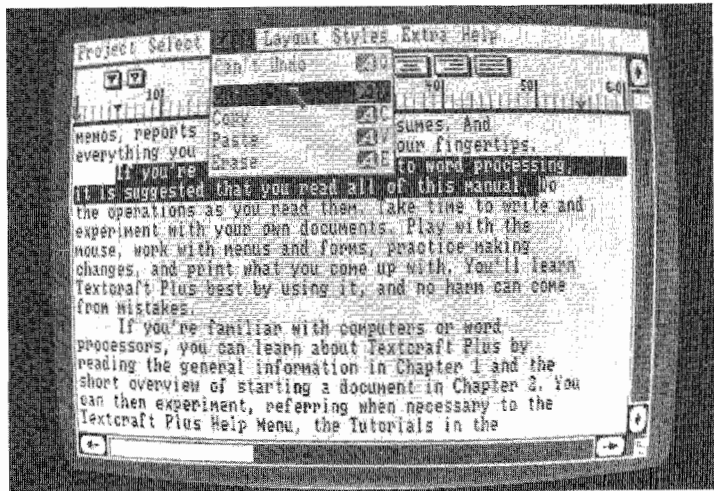 Project Select Layout Styles Extra Help
Can't Undo
Copy C
Paste V
Erase E
10 40 50 60
memos, reports sumes. And
everything you our fingertips.
If you're to word processing,
it is suggested that you read all of this manual. Do
the operations as you read them. Take time to write and
experiment with your own documents. Play with the
mouse, work with menus and forms, practice making
changes, and print what you come up with. You'll learn
Textcraft Plus best by using it, and no harm can come
from mistakes.
If you're familiar with computers or word
processors, you can learn about Textcraft Plus by
reading the general information in Chapter 1 and the
short overview of starting a document in Chapter 2. You
can then experiment, referring when necessary to the
Textcraft Plus Help Menu, the Tutorials in the